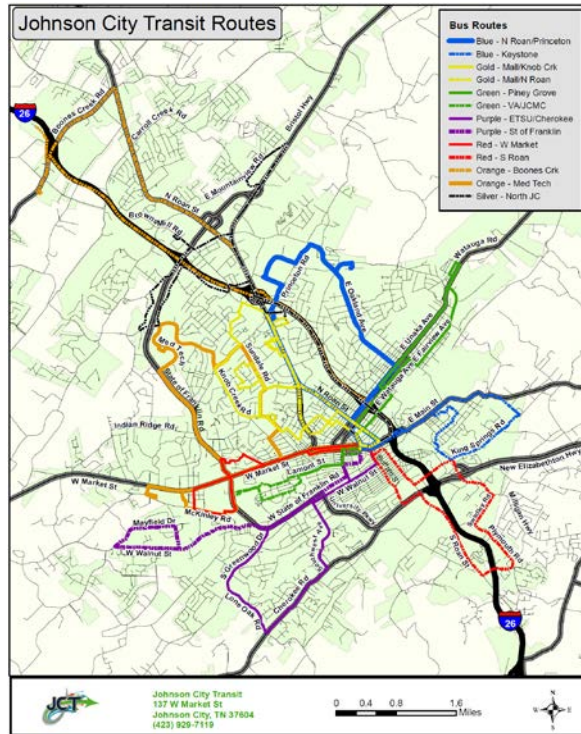 Johnson City Transit Routes
Bus Routes
Blue - N Roan/Princeton
Blue - Keystone
Gold - Mall/Knob Crk
Gold - Mall/N Roan
Green - Piney Grove
Green - VA/JCMC
Purple - ETSU/Cherokee
Purple - St of Franklin
Red - W Market
Red - S Roan
Orange - Boones Crk
Orange - Med Tech
Silver - North JC
26
Boones Creek Rd
Carroll Creek Rd
Bristol Hwy
E Mountainview Rd
N Roan St
Browns Mill Rd
Watauga Rd
Princeton Rd
E Oakland Ave
E Unaka Ave
E Fairview Ave
E Watauga Ave
Med Tech
Sunset Dr
Knob Creek Rd
State of Franklin Rd
N Roan St
E Main St
King Springs Rd
Indian Ridge Rd
W Market St
W Market St
Lamont St
New Elizabethton Hwy
W State of Franklin Rd
W Walnut St
University Pkwy
McKinley Rd
Mayfield Dr
W Walnut St
S Roan St
Plymouth Rd
Milligan Hwy
S Greenwood Dr
Southwest Ave
Cherokee Rd
Lone Oak Rd
26
JCT
Johnson City Transit
137 W Market St
Johnson City, TN 37604
(423) 929-7119
0 0.4 0.8 1.6
Miles
N